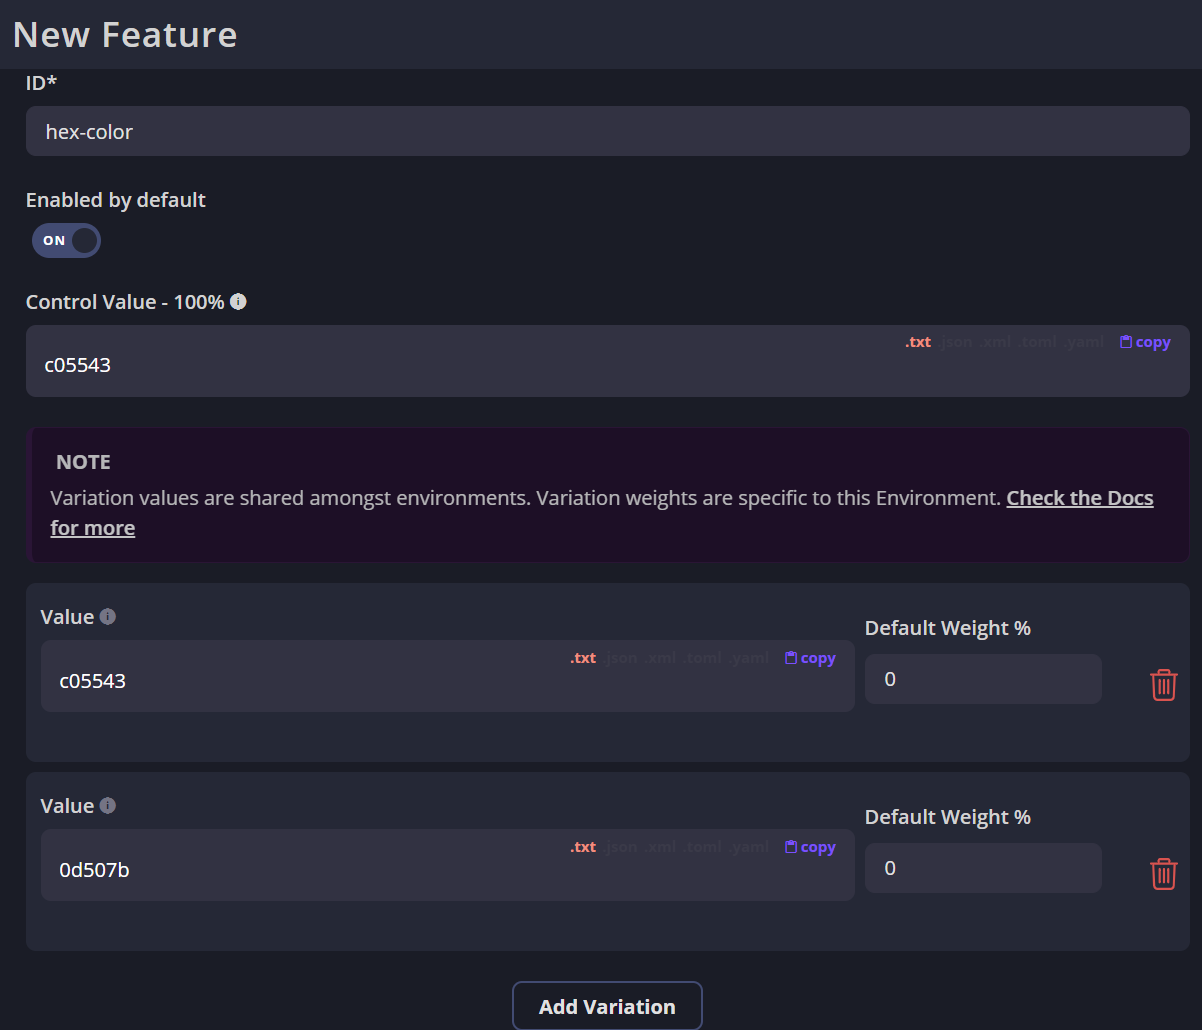 New Feature
ID*
hex-color
Enabled by default
ON
Control Value - 100%
.txt .json .xml .toml .yaml copy
c05543
NOTE
Variation values are shared amongst environments. Variation weights are specific to this Environment. Check the Docs
for more
Value
Default Weight %
.txt .json .xml .toml .yaml copy
c05543
0
Value
Default Weight %
.txt .json .xml .toml .yaml copy
0d507b
0
Add Variation